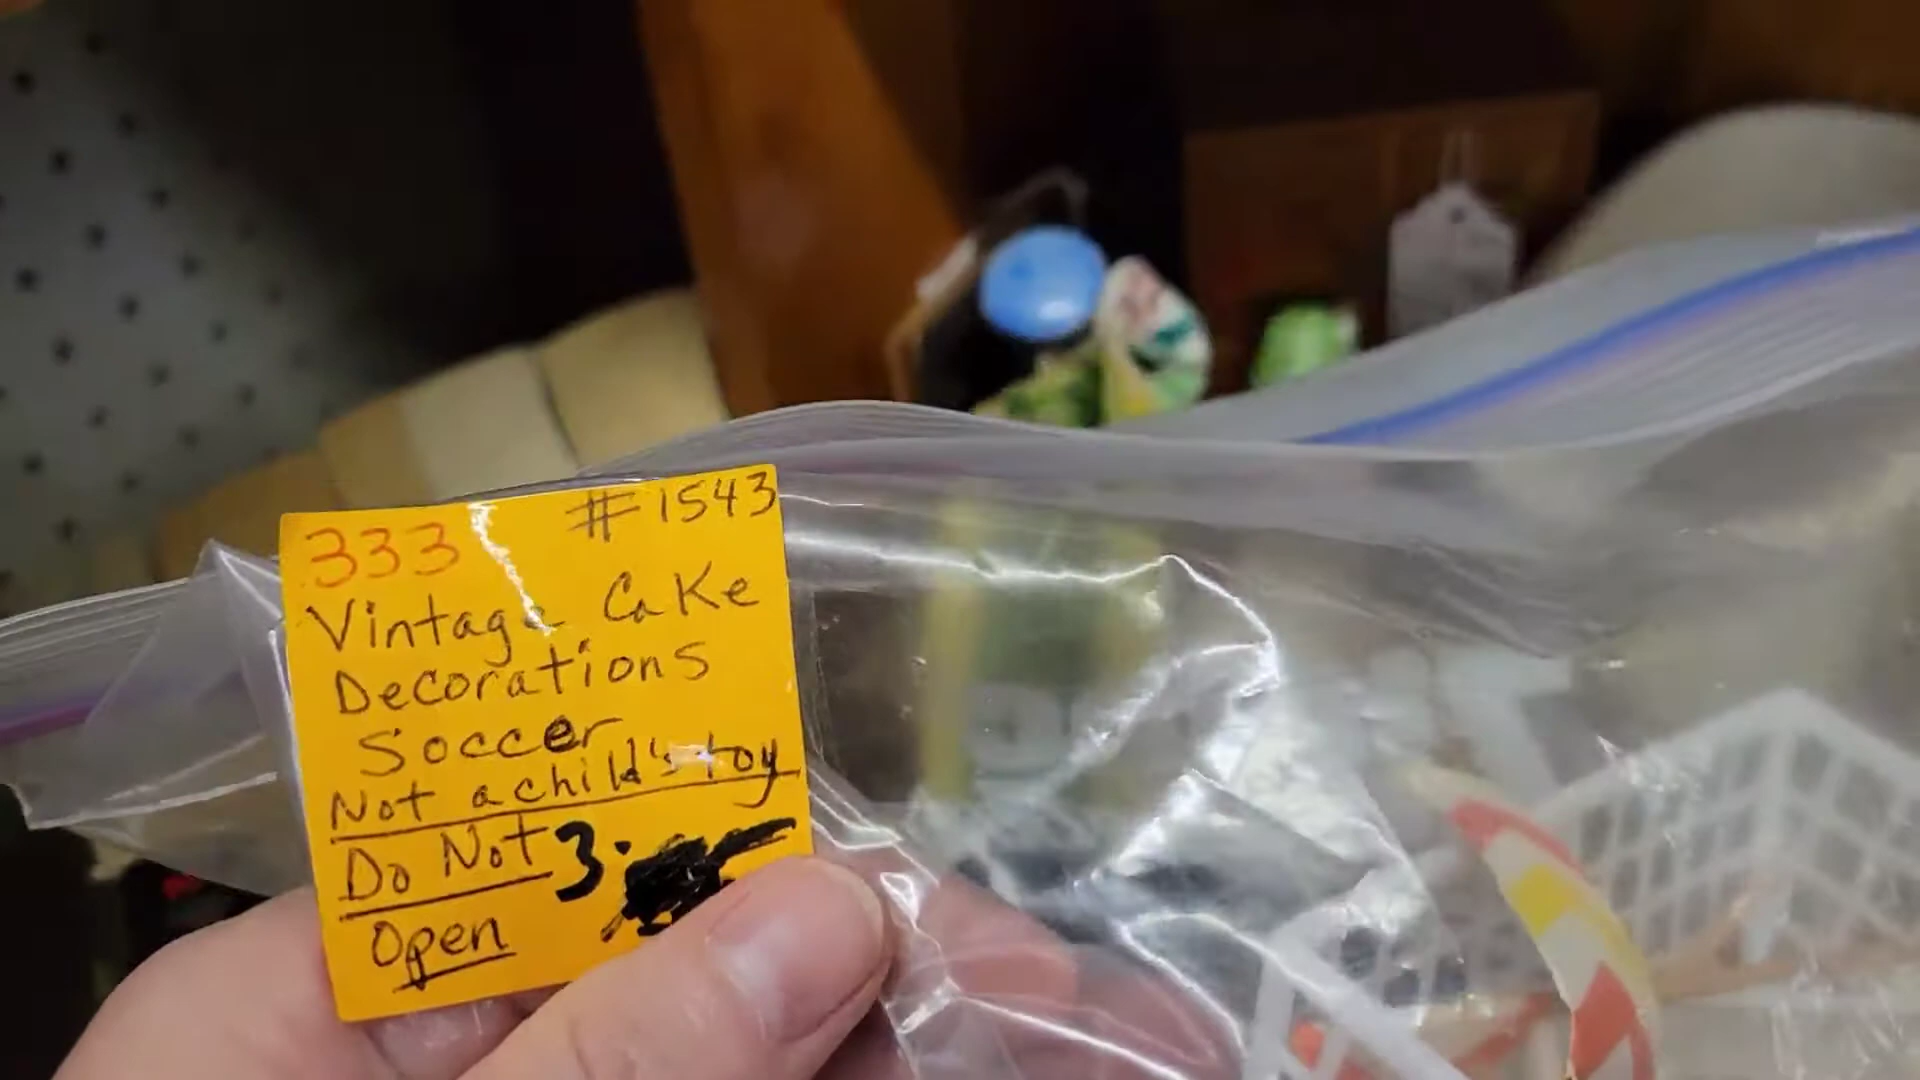 333 #1543
Vintage Cake
Decorations
Soccer
Not a child's toy
Do Not 3.
Open